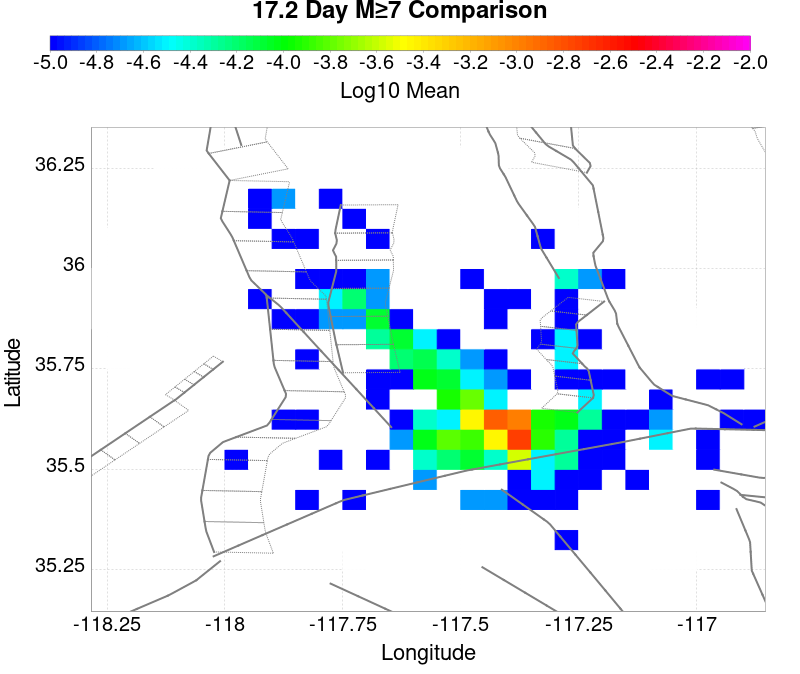 17.2 Day M≥7 Comparison
-5.0 -4.8 -4.6 -4.4 -4.2 -4.0 -3.8 -3.6 -3.4 -3.2 -3.0 -2.8 -2.6 -2.4 -2.2 -2.0
Log10 Mean
36.25
36
35.75
35.5
35.25
Latitude
-118.25 -118 -117.75 -117.5 -117.25 -117
Longitude